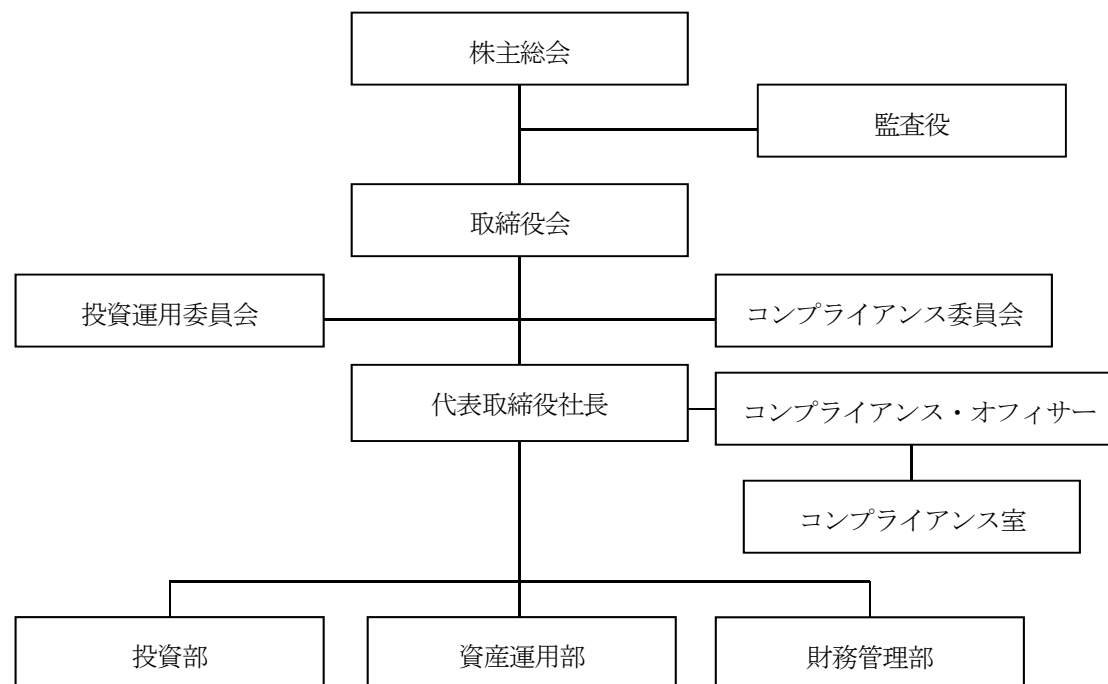 株主総会
監査役
取締役会
投資運用委員会
コンプライアンス委員会
代表取締役社長
コンプライアンス・オフィサー
コンプライアンス室
投資部
資産運用部
財務管理部